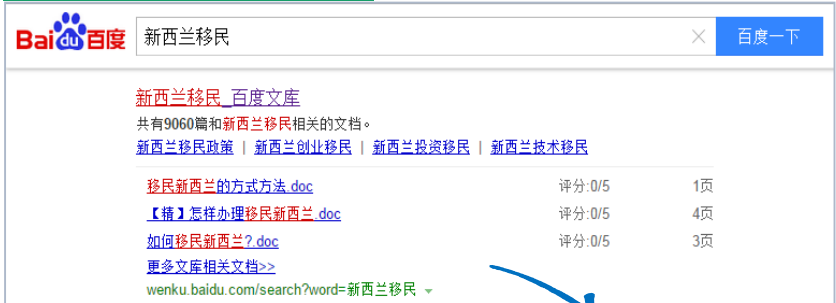 Baidu百度 新西兰移民 × 百度一下
新西兰移民_百度文库
共有9060篇和新西兰移民相关的文档。
新西兰移民政策 | 新西兰创业移民 | 新西兰投资移民 | 新西兰技术移民
移民新西兰的方式方法.doc 评分:0/5 1页
【精】怎样办理移民新西兰.doc 评分:0/5 4页
如何移民新西兰?.doc 评分:0/5 3页
更多文库相关文档>>
wenku.baidu.com/search?word=新西兰移民